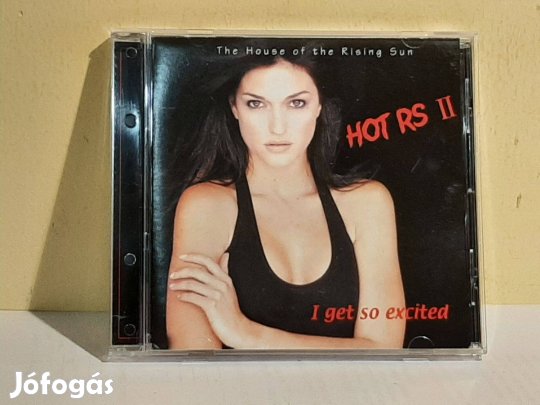 The House of the Rising Sun
HOT RS II
I get so excited
Jófogás